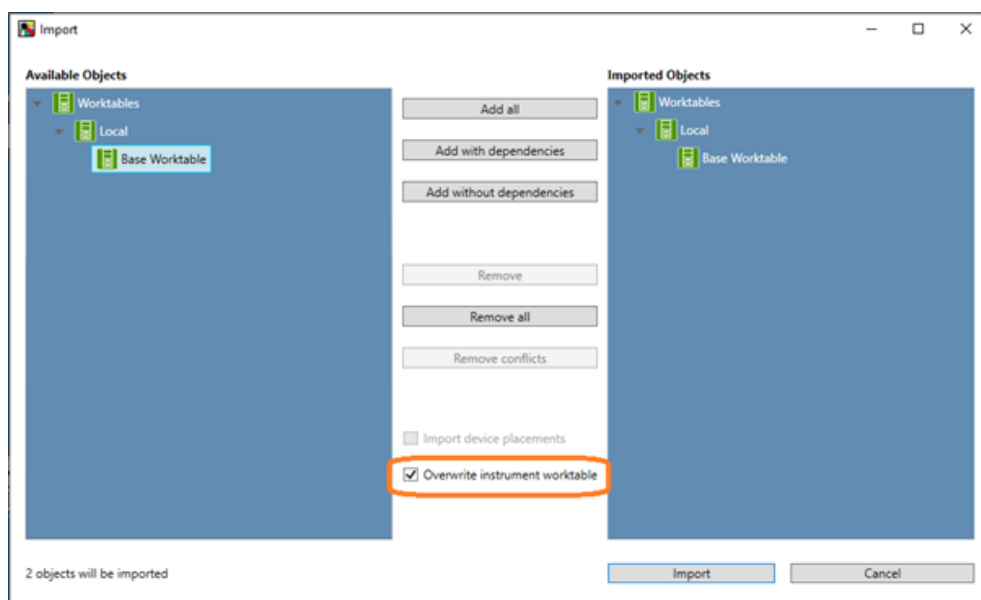 Import
Available Objects
Imported Objects
Worktables
Local
Base Worktable
Add all
Add with dependencies
Add without dependencies
Remove
Remove all
Remove conflicts
Import device placements
Overwrite instrument worktable
Worktables
Local
Base Worktable
2 objects will be imported
Import
Cancel